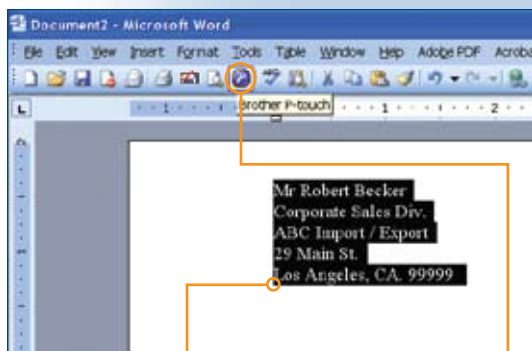 Document2 - Microsoft Word
File Edit View Insert Format Tools Table Window Help Adobe PDF Acroba
L 1 1 2
Brother P-touch
Mr Robert Becker
Corporate Sales Div.
ABC Import / Export
29 Main St.
Los Angeles, CA. 99999